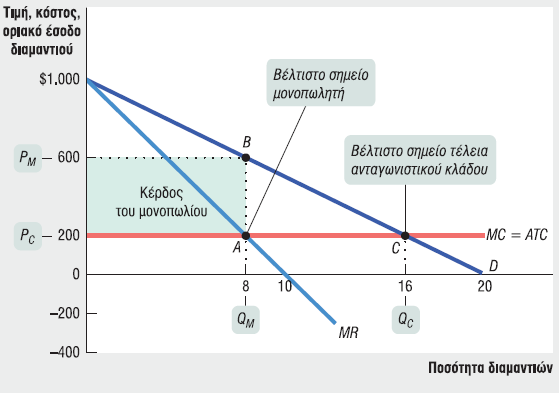 Τιμή, κόστος,
οριακό έσοδο
διαμαντιού
$1,000
Βέλτιστο σημείο
μονοπωλητή
B
Βέλτιστο σημείο τέλεια
ανταγωνιστικού κλάδου
P_M 600
Κέρδος
του μονοπωλίου
P_C 200
A
C
MC = ATC
D
0
8
10
16
20
–200
Q_M
Q_C
MR
–400
Ποσότητα διαμαντιών